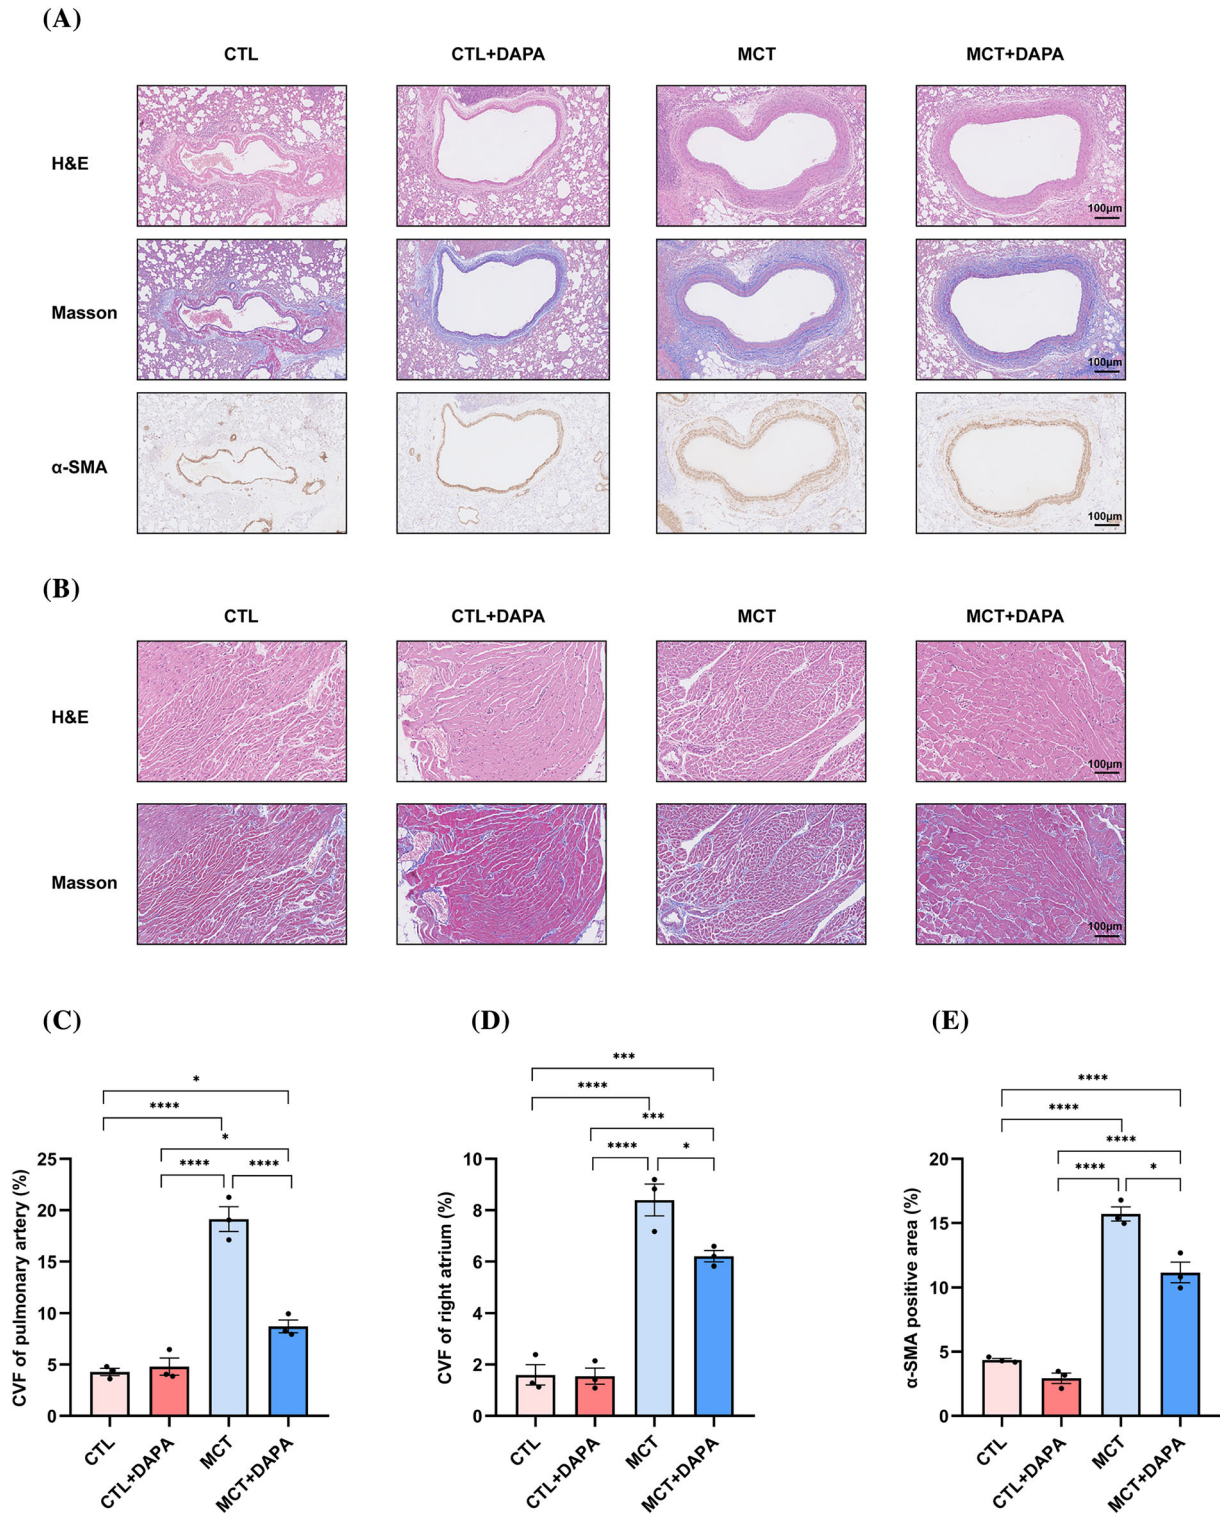 (A)
CTL CTL+DAPA MCT MCT+DAPA
H&E
100μm
Masson
100μm
α-SMA
100μm
(B)
CTL CTL+DAPA MCT MCT+DAPA
H&E
100μm
Masson
100μm
(C)
*
****
*
**** ****
CVF of pulmonary artery (%)
25
20
15
10
5
0
CTL
CTL+DAPA
MCT
MCT+DAPA
(D)
***
****
***
**** *
CVF of right atrium (%)
10
8
6
4
2
0
CTL
CTL+DAPA
MCT
MCT+DAPA
(E)
****
****
****
**** *
α-SMA positive area (%)
20
15
10
5
0
CTL
CTL+DAPA
MCT
MCT+DAPA